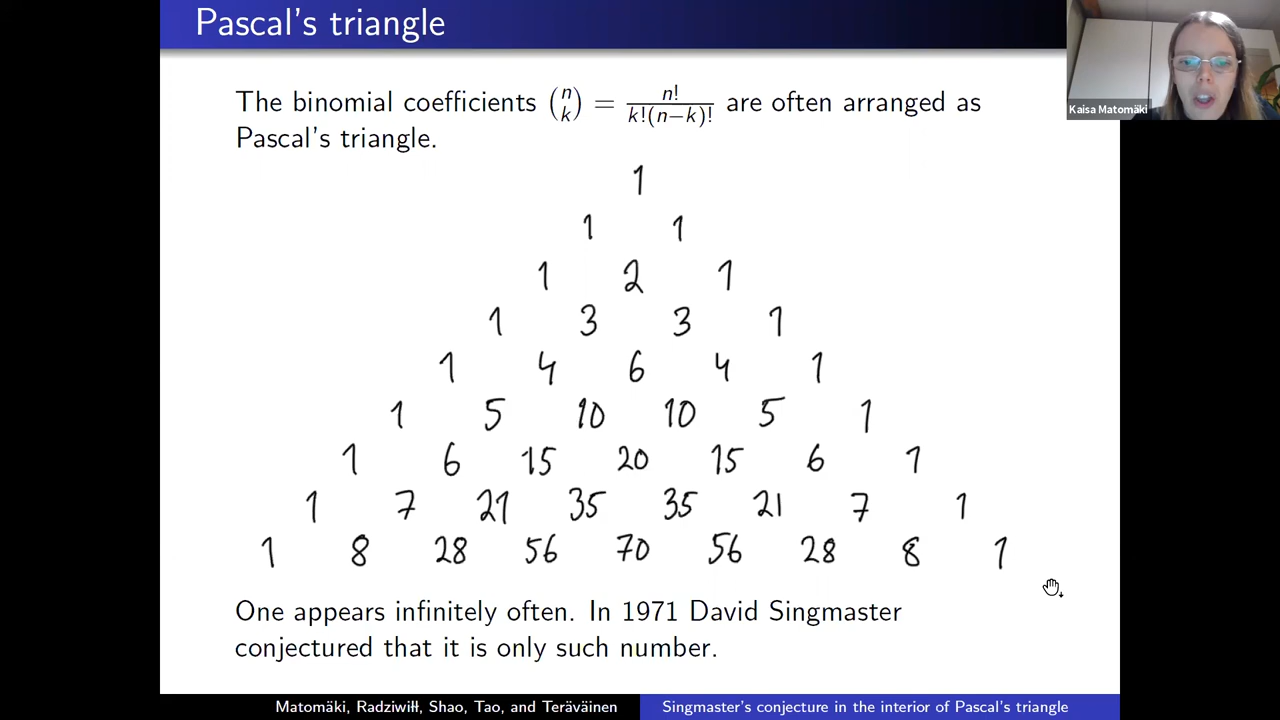 Pascal's triangle
Kaisa Matomäki
The binomial coefficients (n k) = n!/k!(n−k)! are often arranged as
Pascal's triangle.
1
1 1
1 2 1
1 3 3 1
1 4 6 4 1
1 5 10 10 5 1
1 6 15 20 15 6 1
1 7 21 35 35 21 7 1
1 8 28 56 70 56 28 8 1
One appears infinitely often. In 1971 David Singmaster
conjectured that it is only such number.
Matomäki, Radziwiłł, Shao, Tao, and Teräväinen Singmaster's conjecture in the interior of Pascal's triangle